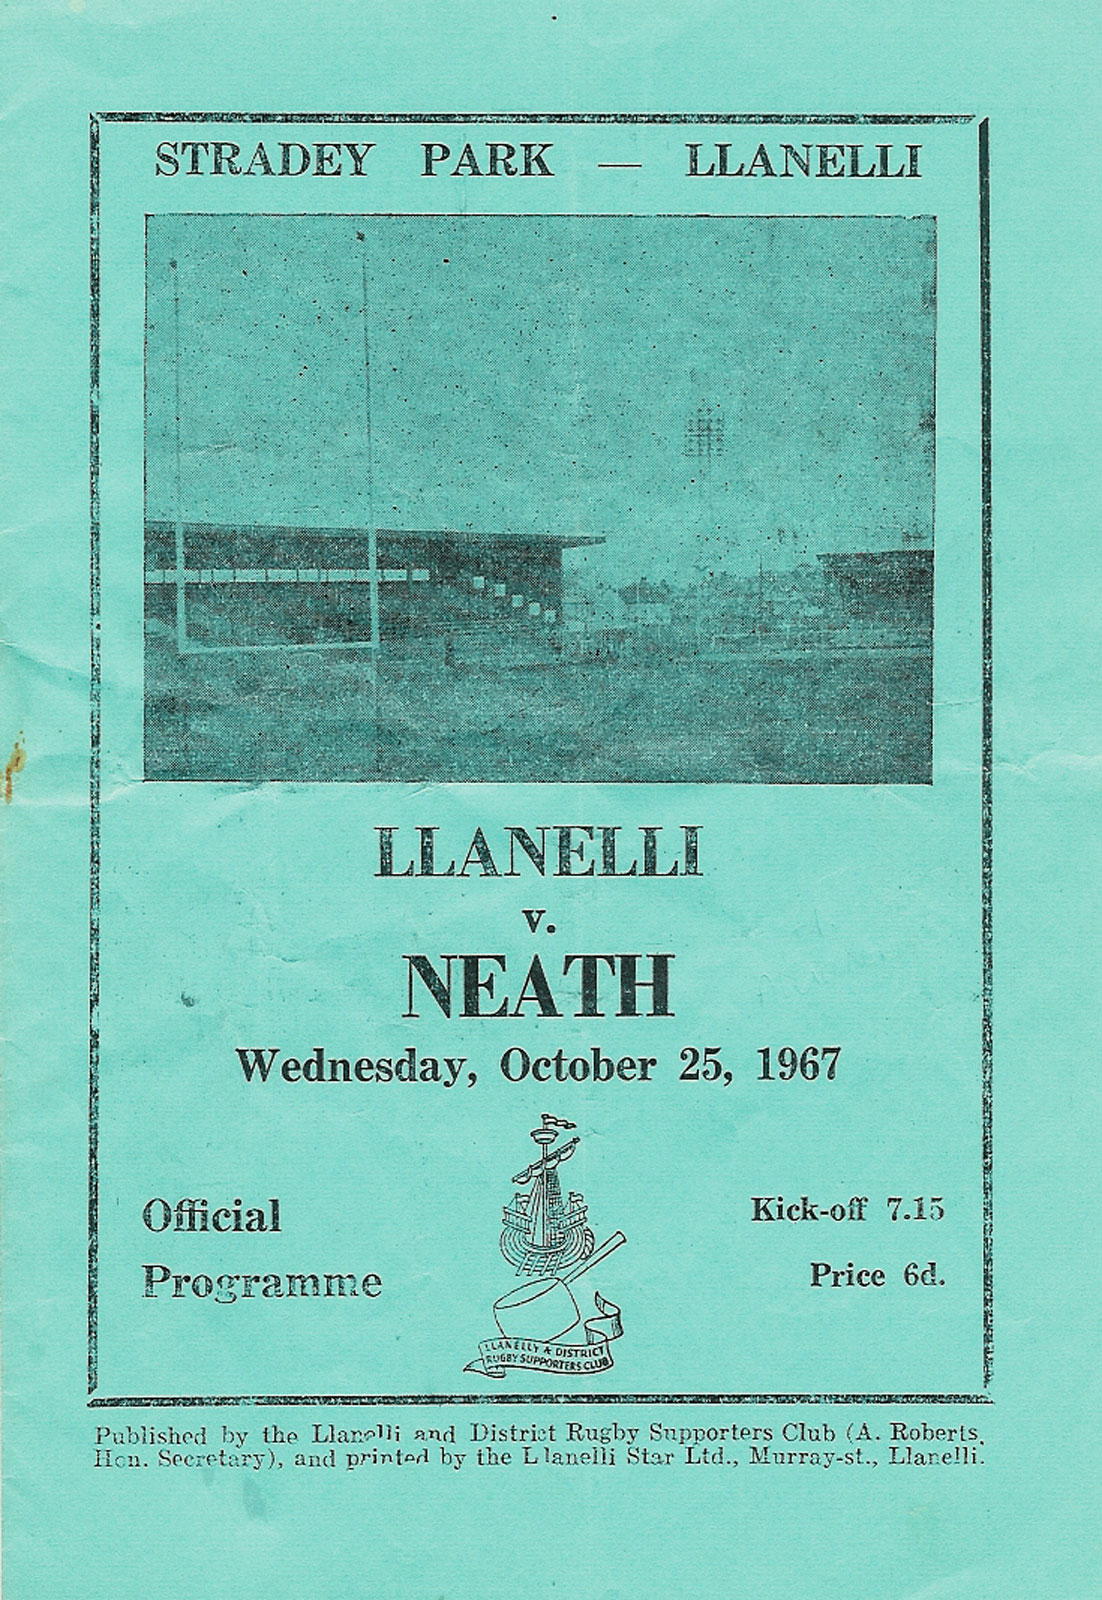 STRADEY PARK — LLANELLI
LLANELLI
v.
NEATH
Wednesday, October 25, 1967
Official
Programme
Kick-off 7.15
Price 6d.
LLANELLY & DISTRICT
RUGBY SUPPORTERS CLUB
Published by the Llanelli and District Rugby Supporters Club (A. Roberts,
Hon. Secretary), and printed by the Llanelli Star Ltd., Murray-st., Llanelli.